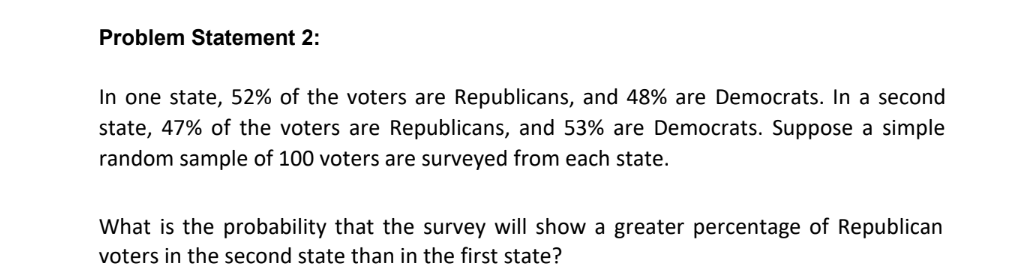 Problem Statement 2:
In one state, 52% of the voters are Republicans, and 48% are Democrats. In a second
state, 47% of the voters are Republicans, and 53% are Democrats. Suppose a simple
random sample of 100 voters are surveyed from each state.
What is the probability that the survey will show a greater percentage of Republican
voters in the second state than in the first state?